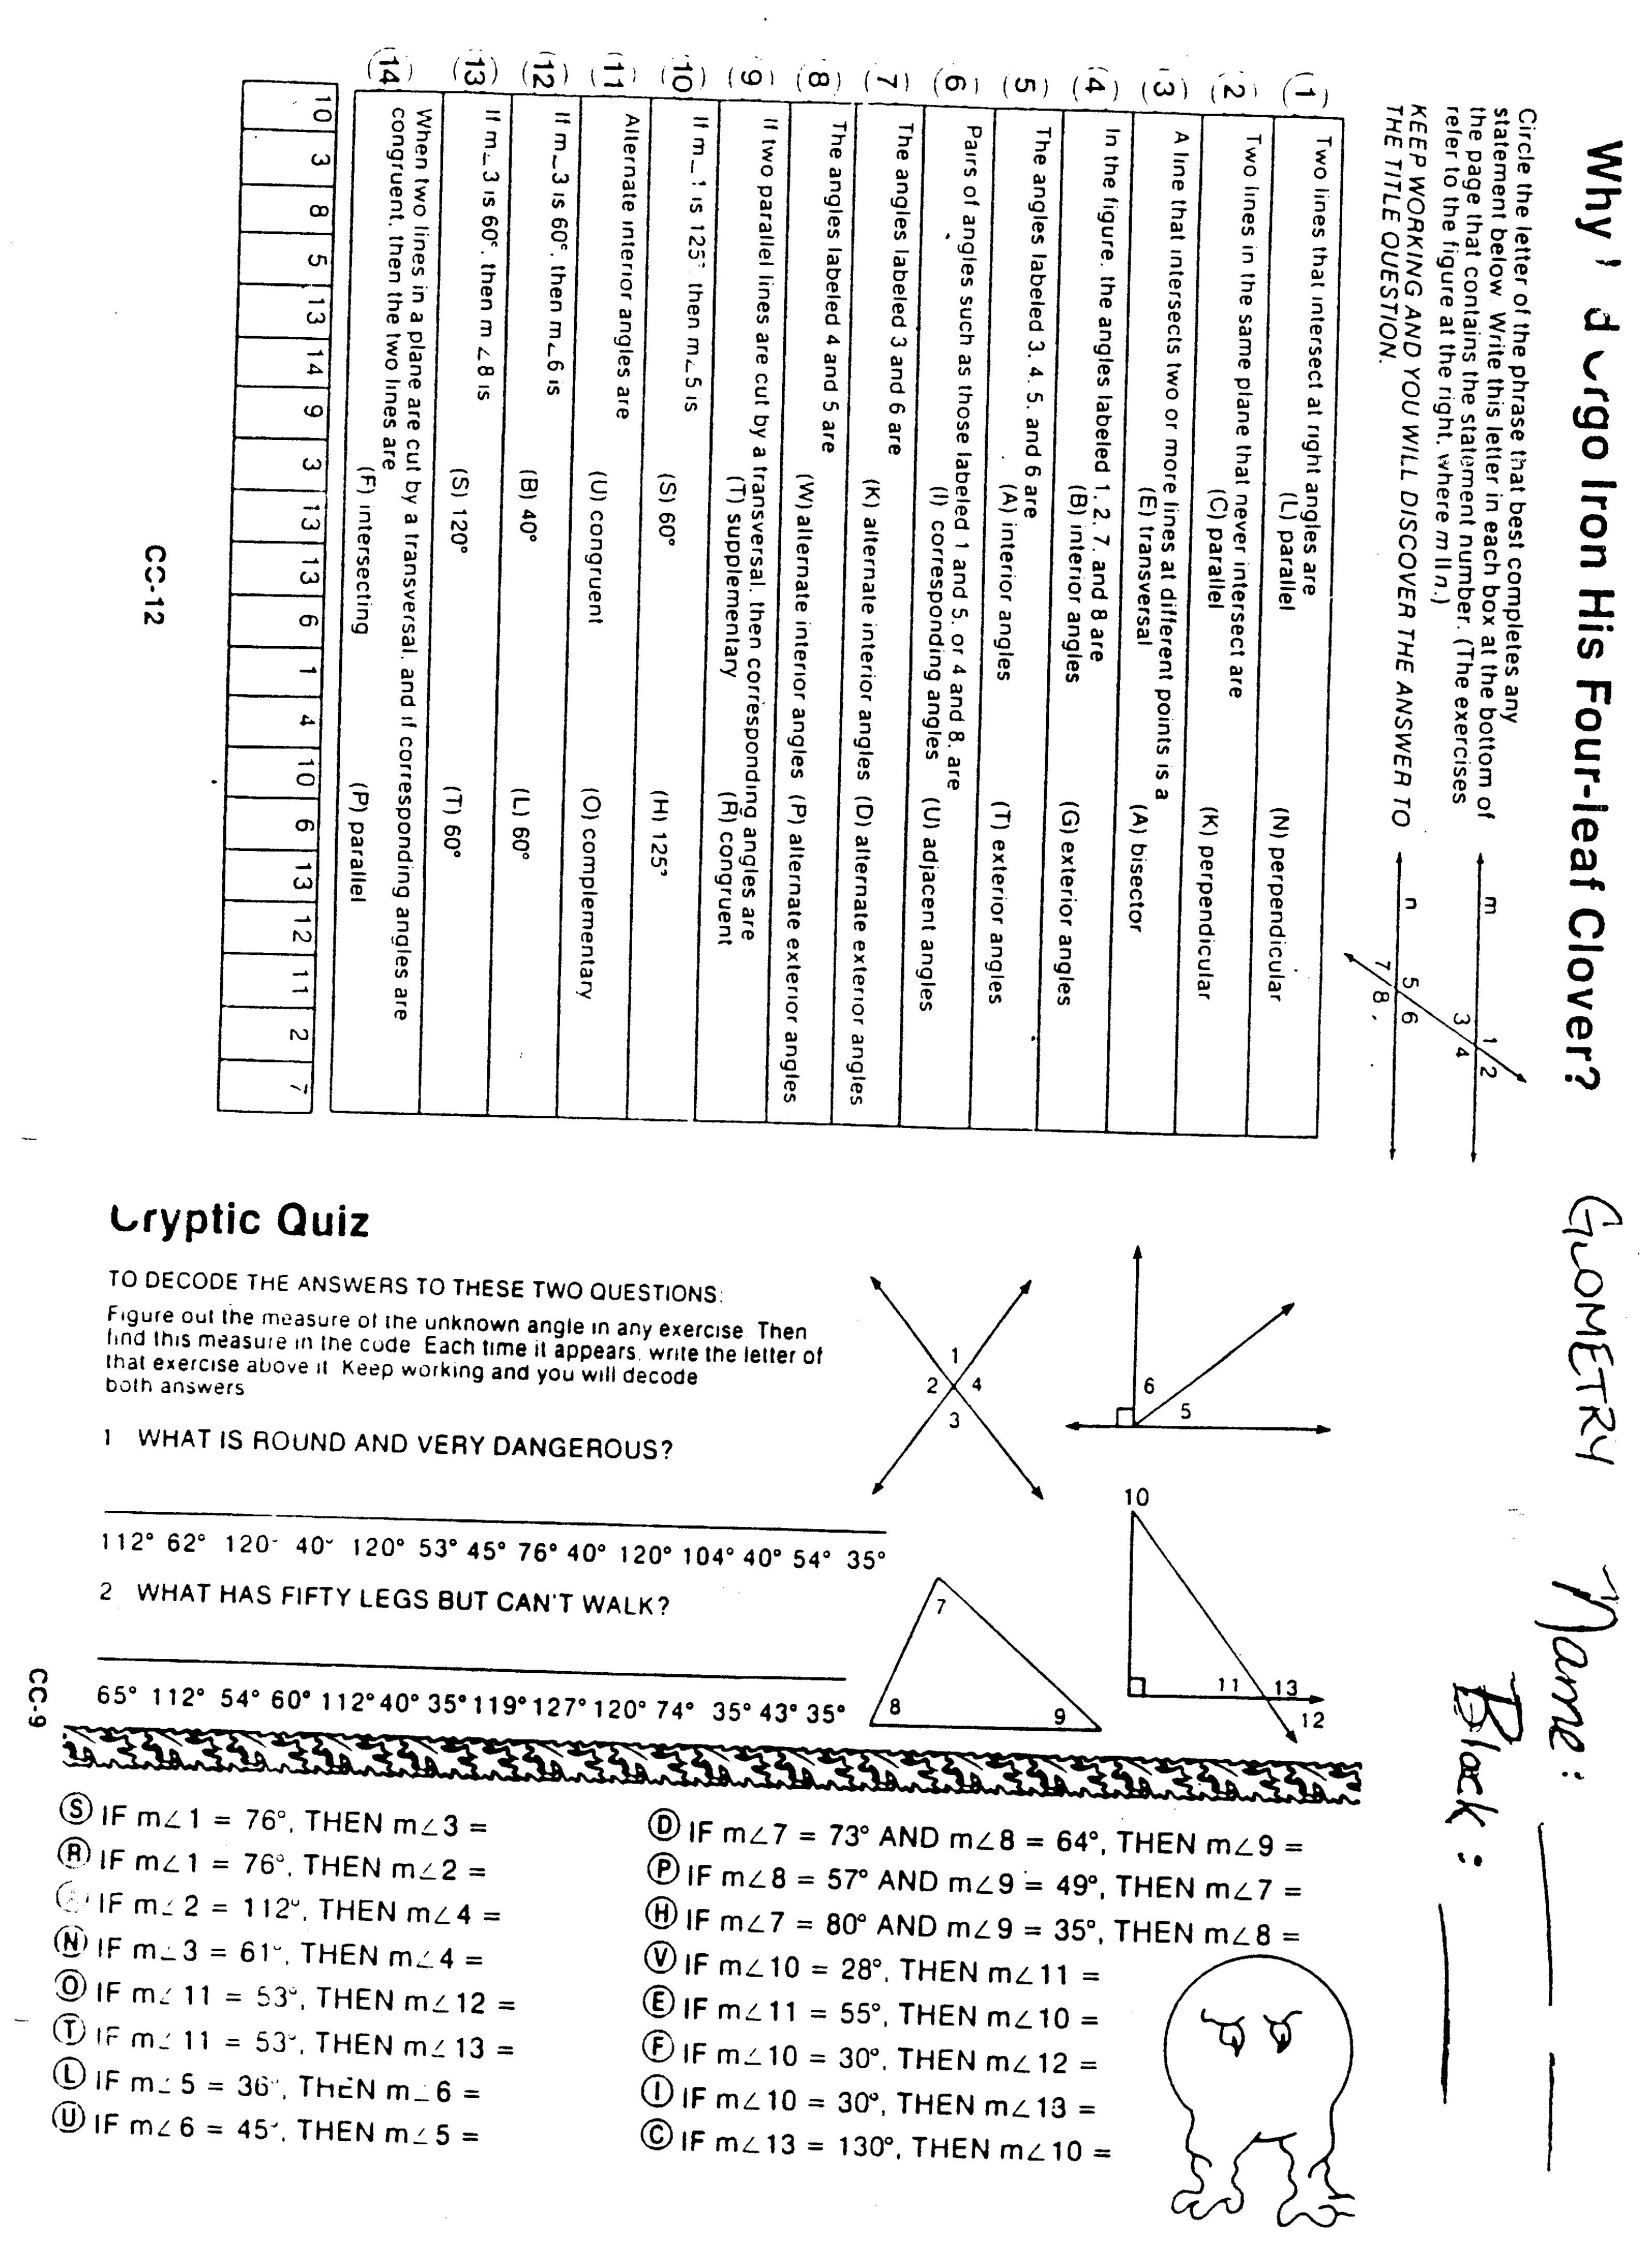 Why d Orgo Iron His Four-leaf Clover?
Circle the letter of the phrase that best completes any
statement below. Write this letter in each box at the bottom of
the page that contains the statement number. (The exercises
refer to the figure at the right, where m ll n.)
KEEP WORKING AND YOU WILL DISCOVER THE ANSWER TO
THE TITLE QUESTION.
m
n
1 2
3 4
5 6
7 8
(1) Two lines that intersect at right angles are
(L) parallel (N) perpendicular
(2) Two lines in the same plane that never intersect are
(C) parallel (K) perpendicular
(3) A line that intersects two or more lines at different points is a
(E) transversal (A) bisector
(4) In the figure, the angles labeled 1, 2, 7, and 8 are
(B) interior angles (G) exterior angles
(5) The angles labeled 3, 4, 5, and 6 are
(A) interior angles (T) exterior angles
(6) Pairs of angles such as those labeled 1 and 5, or 4 and 8, are
(I) corresponding angles (U) adjacent angles
(7) The angles labeled 3 and 6 are
(K) alternate interior angles (D) alternate exterior angles
(8) The angles labeled 4 and 5 are
(W) alternate interior angles (P) alternate exterior angles
(9) If two parallel lines are cut by a transversal, then corresponding angles are
(T) supplementary (R) congruent
(10) If m∠1 is 125° then m∠5 is
(S) 60° (H) 125°
(11) Alternate interior angles are
(U) congruent (O) complementary
(12) If m∠3 is 60°, then m∠6 is
(B) 40° (L) 60°
(13) If m∠3 is 60°, then m∠8 is
(S) 120° (T) 60°
(14) When two lines in a plane are cut by a transversal, and if corresponding angles are
congruent, then the two lines are
(F) intersecting (P) parallel
10 3 8 5 13 14 9 3 13 13 6 1 4 10 6 13 12 11 2 7
CC-12
GEOMETRY
Name:
Block:
Cryptic Quiz
TO DECODE THE ANSWERS TO THESE TWO QUESTIONS:
Figure out the measure of the unknown angle in any exercise. Then
find this measure in the code. Each time it appears, write the letter of
that exercise above it. Keep working and you will decode
both answers
1 WHAT IS ROUND AND VERY DANGEROUS?
112° 62° 120° 40° 120° 53° 45° 76° 40° 120° 104° 40° 54° 35°
2 WHAT HAS FIFTY LEGS BUT CAN'T WALK?
65° 112° 54° 60° 112° 40° 35° 119° 127° 120° 74° 35° 43° 35°
1
2 4
3
6
5
10
11 13
12
7
8 9
CC-9
Ⓢ IF m∠1 = 76°, THEN m∠3 =
Ⓡ IF m∠1 = 76°, THEN m∠2 =
IF m∠2 = 112°, THEN m∠4 =
Ⓝ IF m∠3 = 61°, THEN m∠4 =
Ⓞ IF m∠11 = 53°, THEN m∠12 =
Ⓣ IF m∠11 = 53°, THEN m∠13 =
Ⓛ IF m∠5 = 36°, THEN m∠6 =
Ⓤ IF m∠6 = 45°, THEN m∠5 =
Ⓓ IF m∠7 = 73° AND m∠8 = 64°, THEN m∠9 =
Ⓟ IF m∠8 = 57° AND m∠9 = 49°, THEN m∠7 =
Ⓗ IF m∠7 = 80° AND m∠9 = 35°, THEN m∠8 =
Ⓥ IF m∠10 = 28°, THEN m∠11 =
Ⓔ IF m∠11 = 55°, THEN m∠10 =
Ⓕ IF m∠10 = 30°, THEN m∠12 =
Ⓘ IF m∠10 = 30°, THEN m∠13 =
Ⓒ IF m∠13 = 130°, THEN m∠10 =